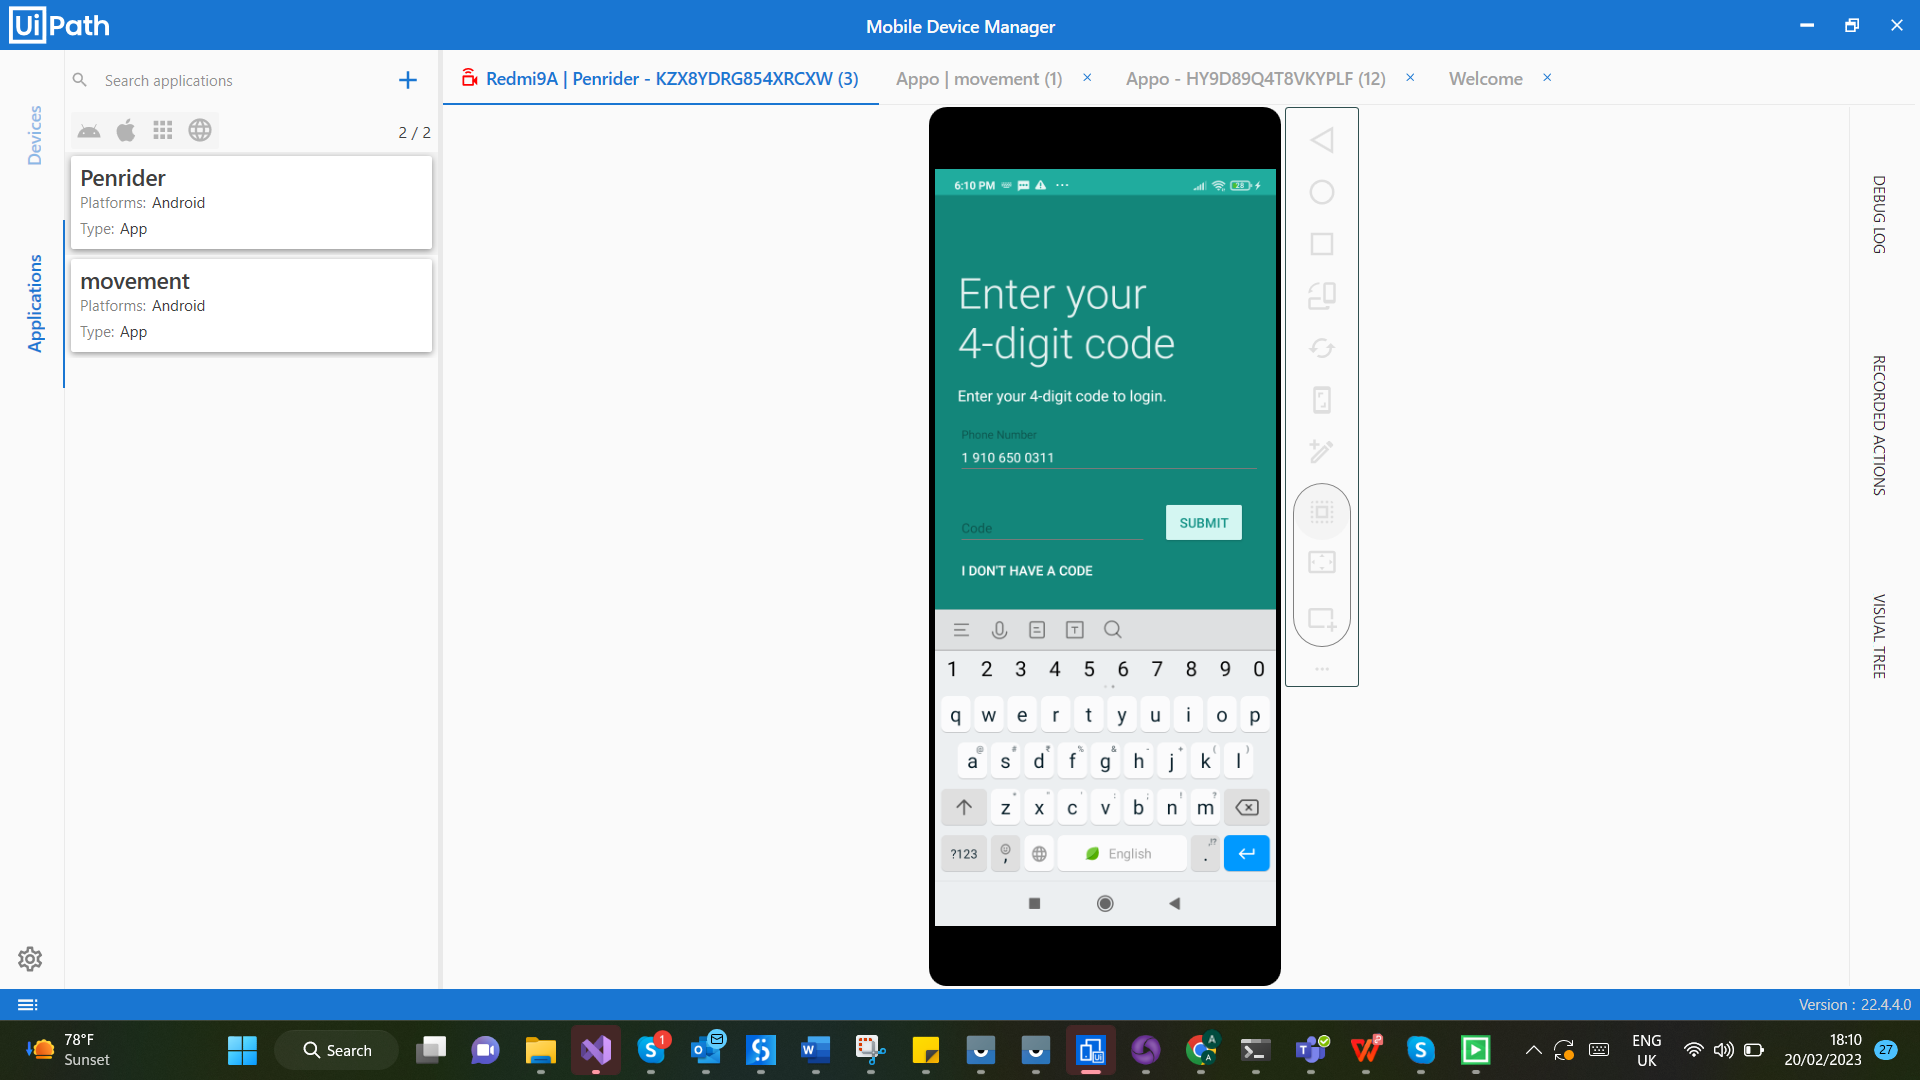 UiPath
Mobile Device Manager
Search applications
Redmi9A | Penrider - KZX8YDRG854XRCXW (3)
Appo | movement (1)
Appo - HY9D89Q4T8VKYPLF (12)
Welcome
Devices
Applications
2 / 2
Penrider
Platforms: Android
Type: App
movement
Platforms: Android
Type: App
6:10 PM
28
Enter your
4-digit code
Enter your 4-digit code to login.
Phone Number
1 910 650 0311
Code
SUBMIT
I DON'T HAVE A CODE
1 2 3 4 5 6 7 8 9 0
q w e r t y u i o p
@ # ₹ % & - + ( )
a s d f g h j k l
* " ' : ; ! ?
z x c v b n m
?123 , English . ,!?
DEBUG LOG
RECORDED ACTIONS
VISUAL TREE
Version : 22.4.4.0
78°F
Sunset
Search
1
ENG
UK
18:10
20/02/2023
27